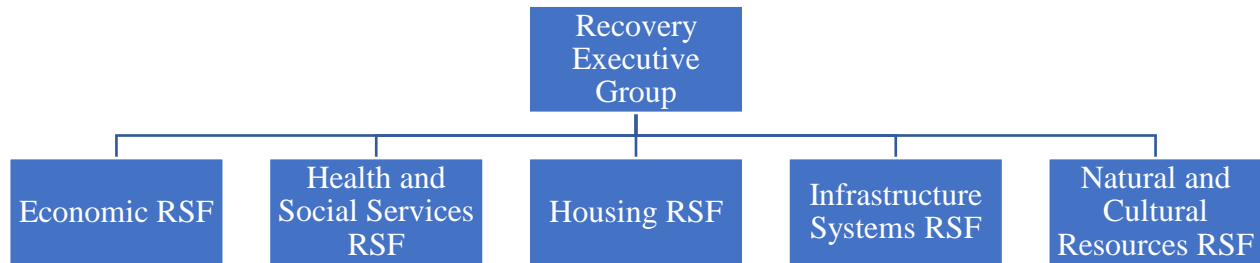 Recovery
Executive
Group
Economic RSF
Health and
Social Services
RSF
Housing RSF
Infrastructure
Systems RSF
Natural and
Cultural
Resources RSF